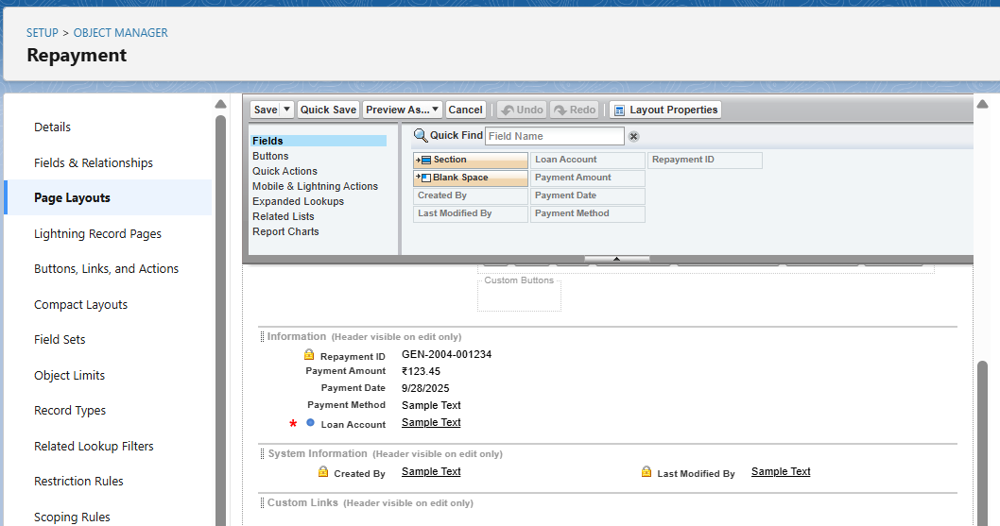 SETUP > OBJECT MANAGER
Repayment
Details
Fields & Relationships
Page Layouts
Lightning Record Pages
Buttons, Links, and Actions
Compact Layouts
Field Sets
Object Limits
Record Types
Related Lookup Filters
Restriction Rules
Scoping Rules
Save Quick Save Preview As... Cancel Undo Redo Layout Properties
Fields
Buttons
Quick Actions
Mobile & Lightning Actions
Expanded Lookups
Related Lists
Report Charts
Quick Find Field Name
Section Loan Account Repayment ID
Blank Space Payment Amount
Created By Payment Date
Last Modified By Payment Method
Custom Buttons
Information (Header visible on edit only)
Repayment ID GEN-2004-001234
Payment Amount ₹123.45
Payment Date 9/28/2025
Payment Method Sample Text
* Loan Account Sample Text
System Information (Header visible on edit only)
Created By Sample Text Last Modified By Sample Text
Custom Links (Header visible on edit only)